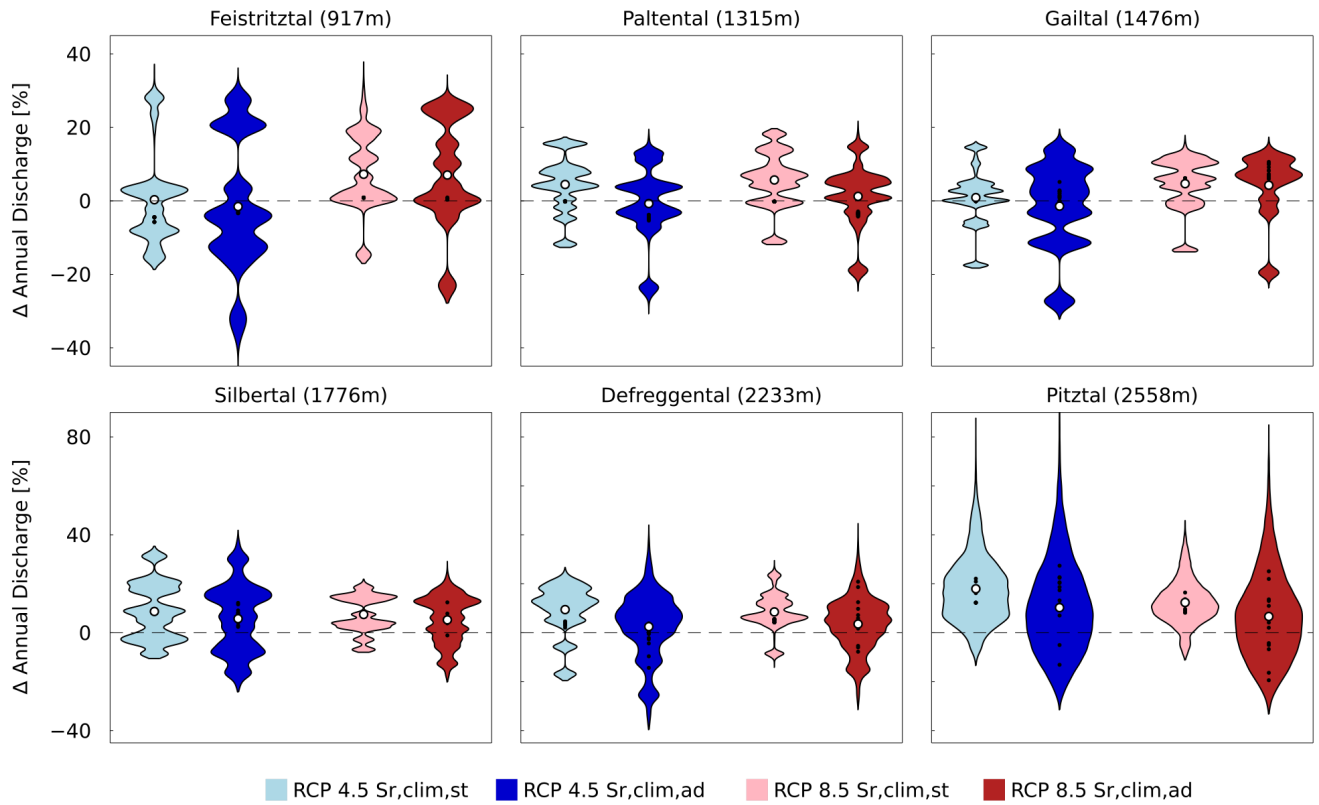 Feistritztal (917m)
Paltental (1315m)
Gailtal (1476m)
Δ Annual Discharge [%]
40
20
0
−20
−40
Silbertal (1776m)
Defreggental (2233m)
Pitztal (2558m)
Δ Annual Discharge [%]
80
40
0
−40
RCP 4.5 Sr,clim,st
RCP 4.5 Sr,clim,ad
RCP 8.5 Sr,clim,st
RCP 8.5 Sr,clim,ad